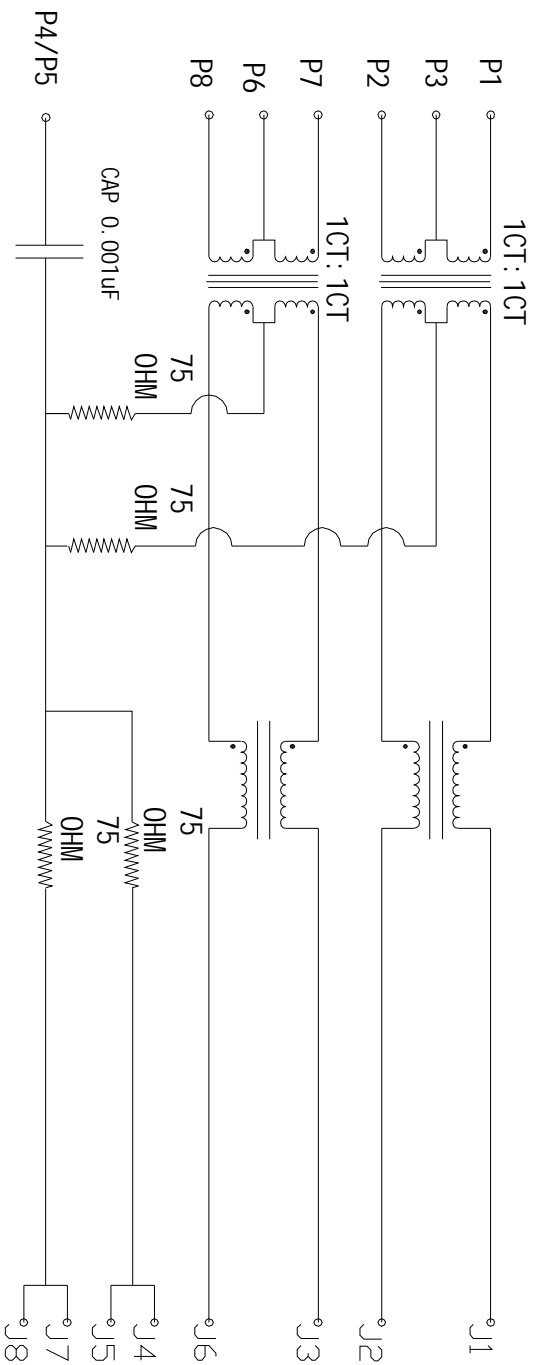 P1
P3
P2
P7
P6
P8
P4/P5
1CT: 1CT
1CT: 1CT
CAP 0.001uF
75
OHM
75
OHM
75
OHM
75
OHM
J1
J2
J3
J6
J4
J5
J7
J8